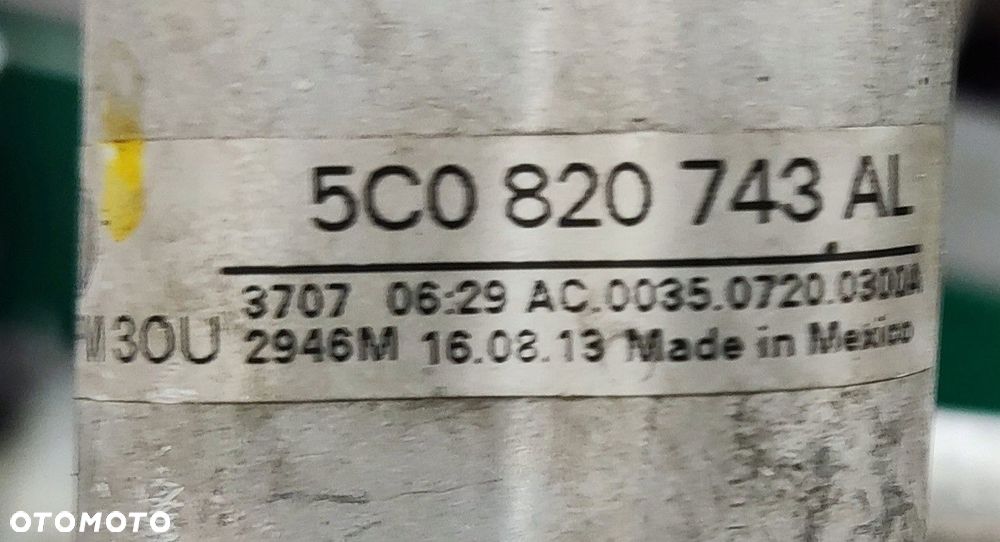 5C0 820 743 AL
3707 06:29 AC.0035.0720.0300A
M30U 2946M 16.08.13 Made in Mexico
OTOMOTO